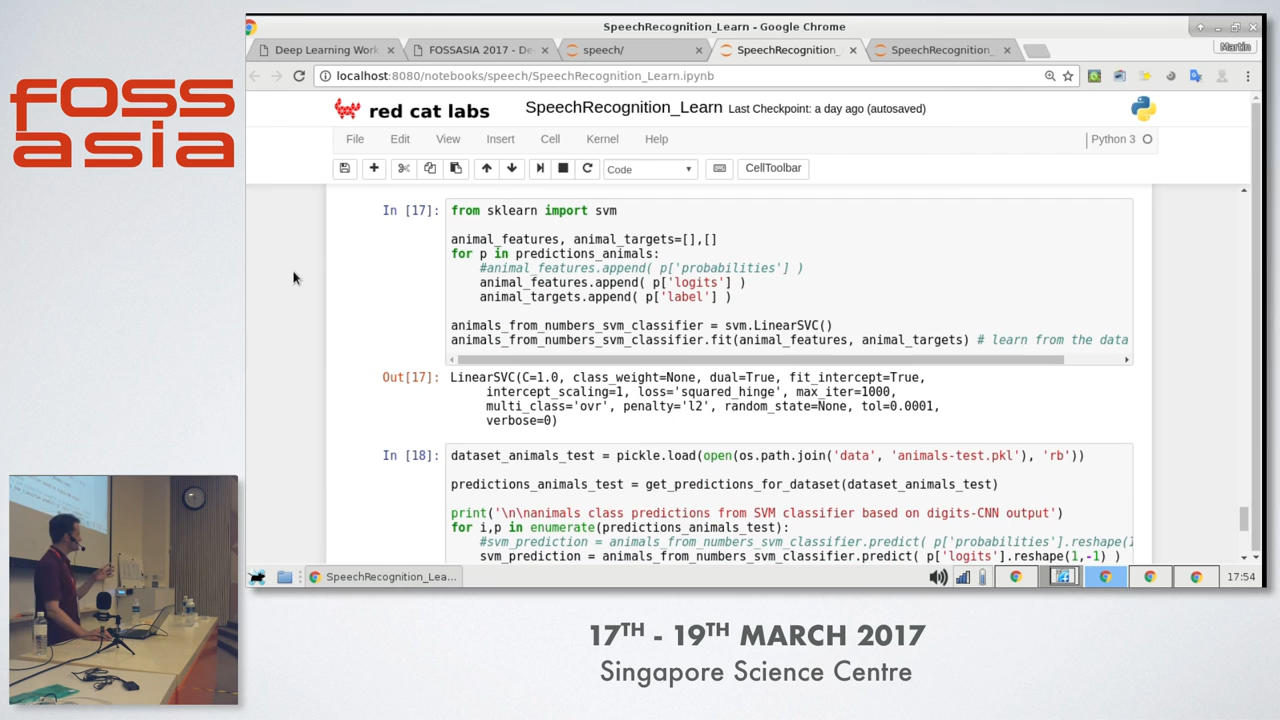 foss
asia
SpeechRecognition_Learn - Google Chrome
Deep Learning Work
FOSSASIA 2017 - De
speech/
SpeechRecognition_
SpeechRecognition_
Martin
localhost:8080/notebooks/speech/SpeechRecognition_Learn.ipynb
red cat labs
SpeechRecognition_Learn Last Checkpoint: a day ago (autosaved)
File Edit View Insert Cell Kernel Help
Python 3
Code
CellToolbar
In [17]:
from sklearn import svm
animal_features, animal_targets=[],[]
for p in predictions_animals:
#animal_features.append( p['probabilities'] )
animal_features.append( p['logits'] )
animal_targets.append( p['label'] )
animals_from_numbers_svm_classifier = svm.LinearSVC()
animals_from_numbers_svm_classifier.fit(animal_features, animal_targets) # learn from the data
Out[17]:
LinearSVC(C=1.0, class_weight=None, dual=True, fit_intercept=True,
intercept_scaling=1, loss='squared_hinge', max_iter=1000,
multi_class='ovr', penalty='l2', random_state=None, tol=0.0001,
verbose=0)
In [18]:
dataset_animals_test = pickle.load(open(os.path.join('data', 'animals-test.pkl'), 'rb'))
predictions_animals_test = get_predictions_for_dataset(dataset_animals_test)
print('\n\nanimals class predictions from SVM classifier based on digits-CNN output')
for i,p in enumerate(predictions_animals_test):
#svm_prediction = animals_from_numbers_svm_classifier.predict( p['probabilities'].reshape(1
svm_prediction = animals_from_numbers_svm_classifier.predict( p['logits'].reshape(1,-1) )
SpeechRecognition_Lea...
17:54
17TH - 19TH MARCH 2017
Singapore Science Centre